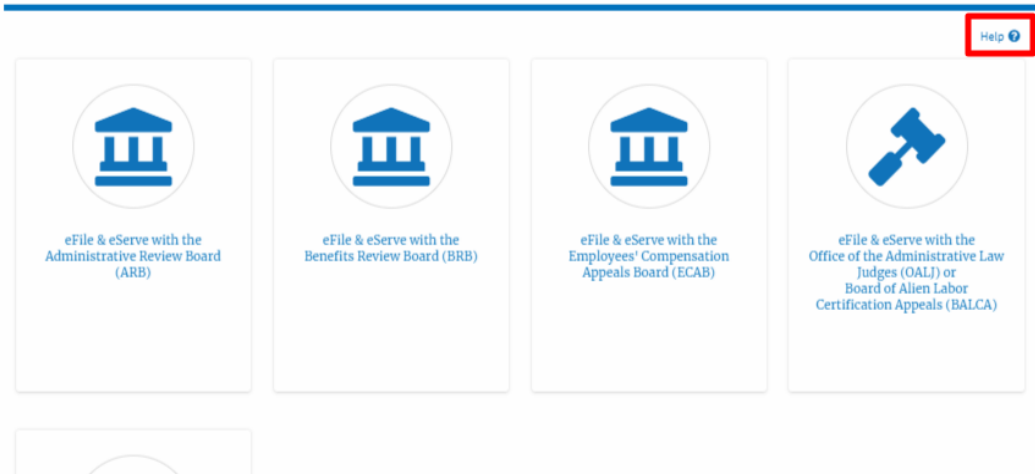 Help
eFile & eServe with the
Administrative Review Board
(ARB)
eFile & eServe with the
Benefits Review Board (BRB)
eFile & eServe with the
Employees' Compensation
Appeals Board (ECAB)
eFile & eServe with the
Office of the Administrative Law
Judges (OALJ) or
Board of Alien Labor
Certification Appeals (BALCA)